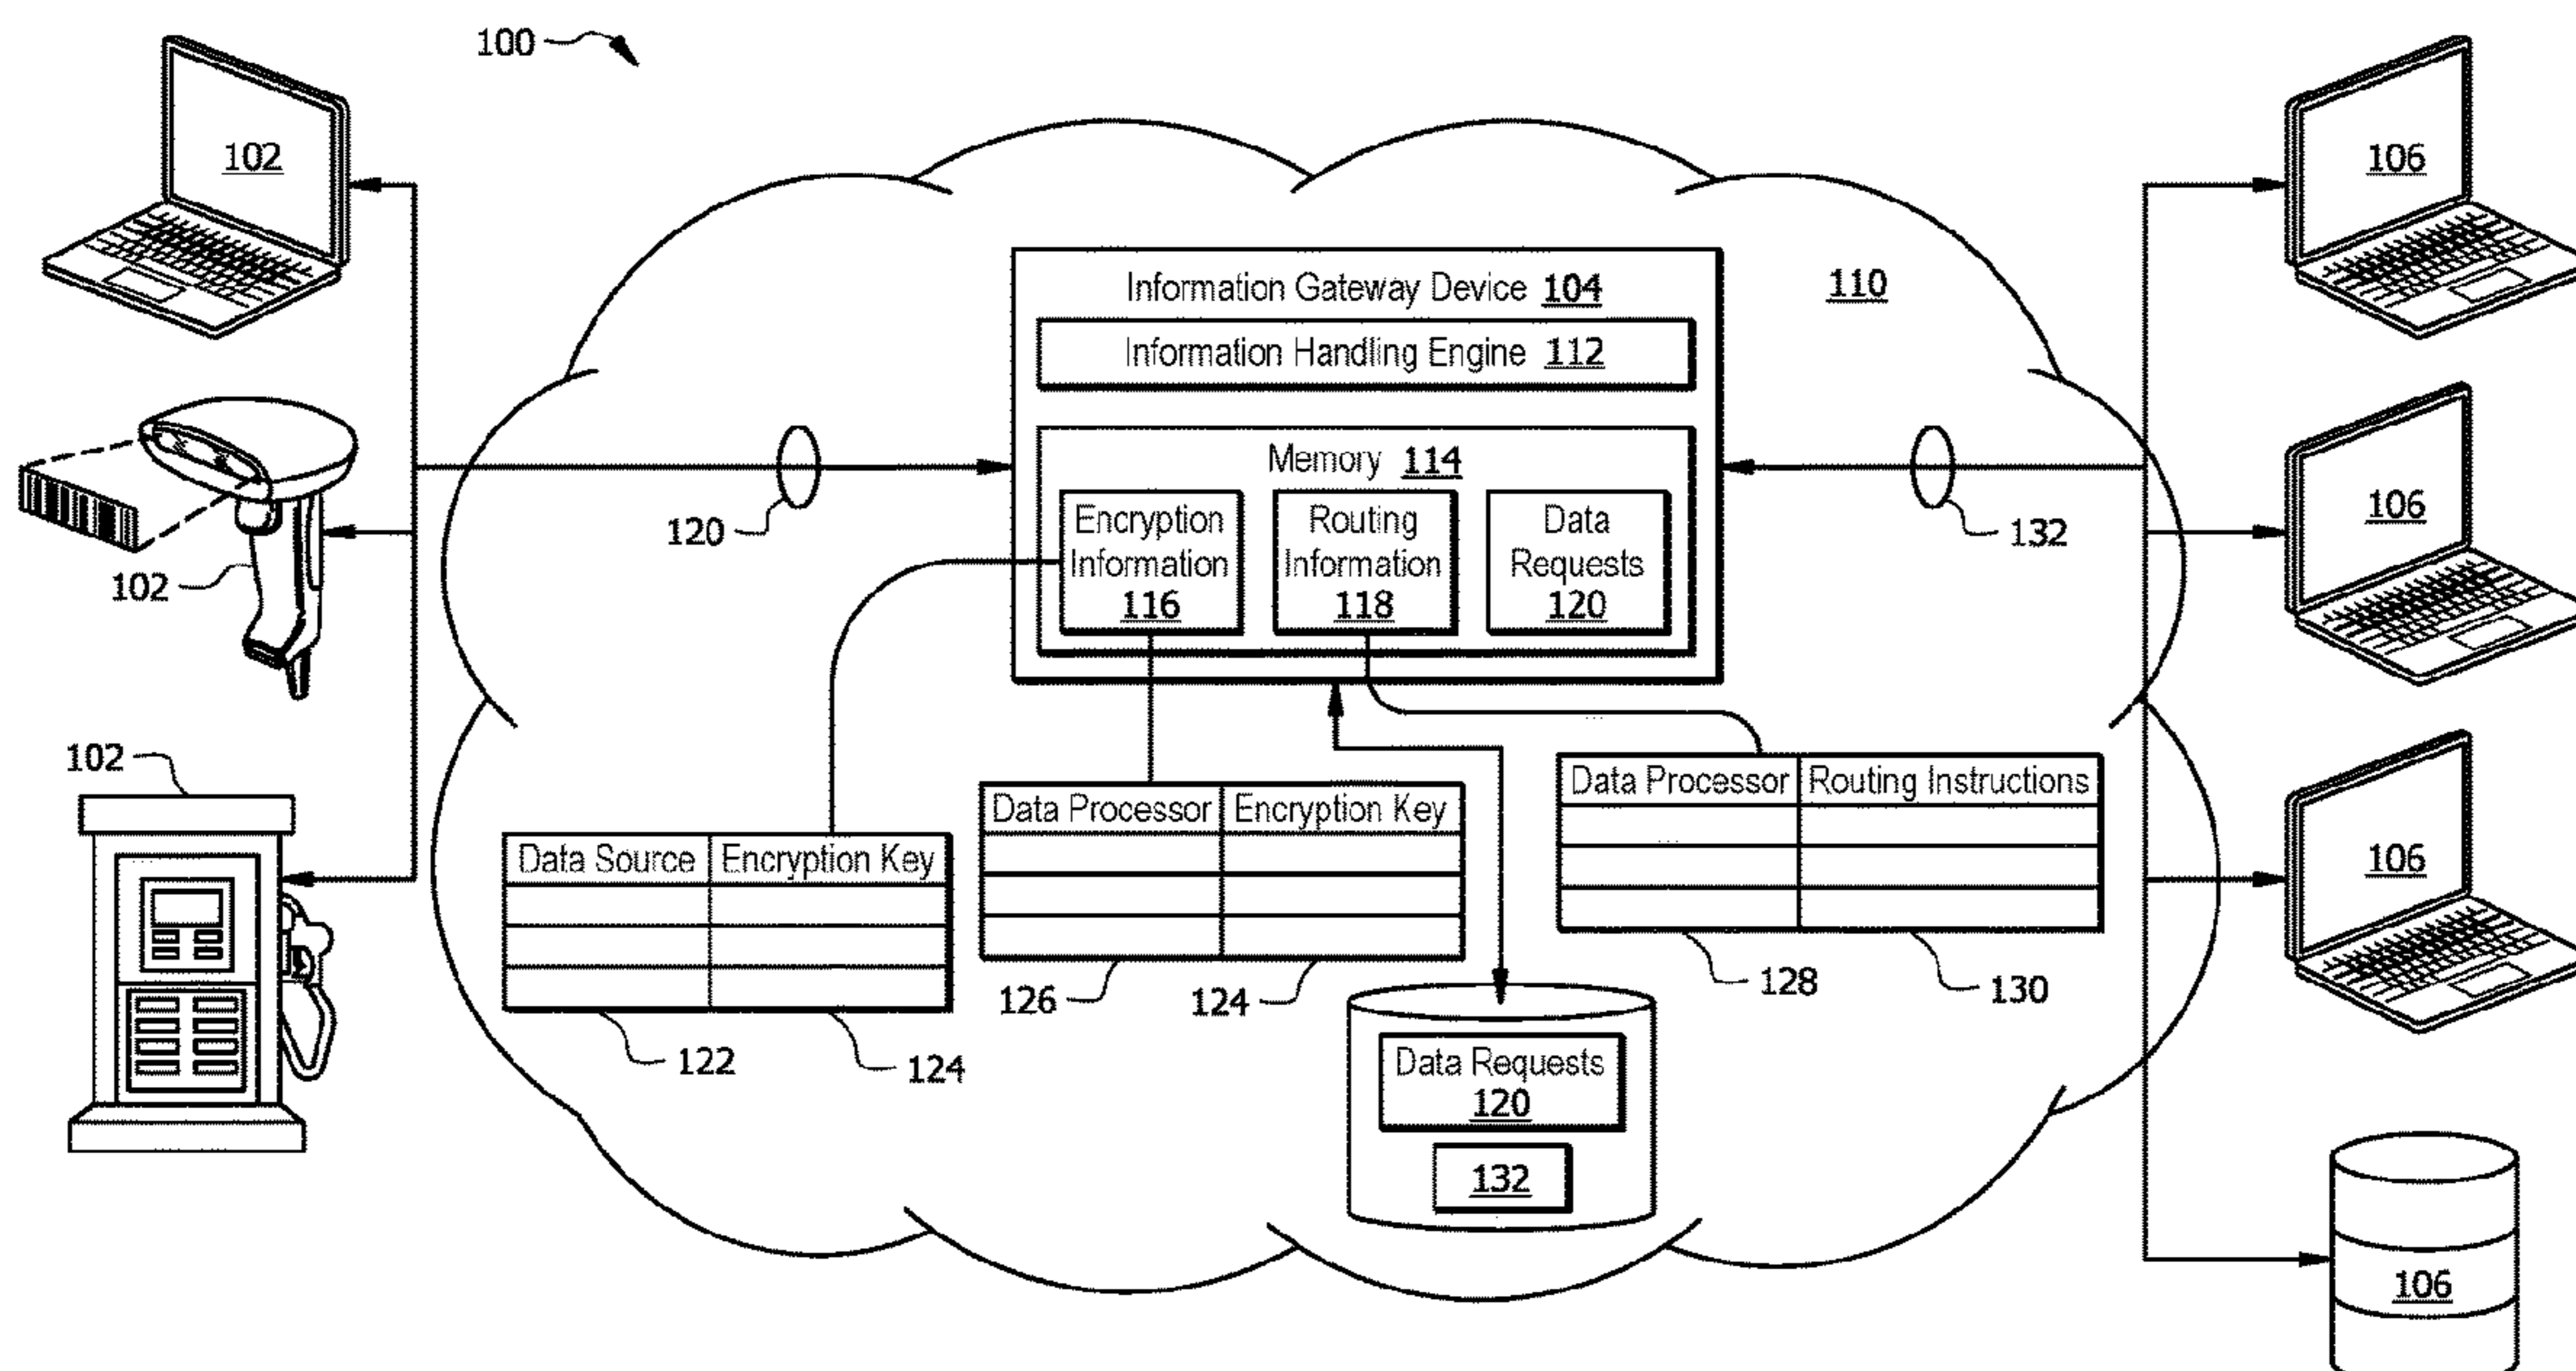 100
102
102
102
106
106
106
106
110
Information Gateway Device 104
Information Handling Engine 112
Memory 114
Encryption
Information
116
Routing
Information
118
Data
Requests
120
120
132
Data Source Encryption Key
122
124
Data Processor Encryption Key
126
124
Data Processor Routing Instructions
128
130
Data Requests
120
132